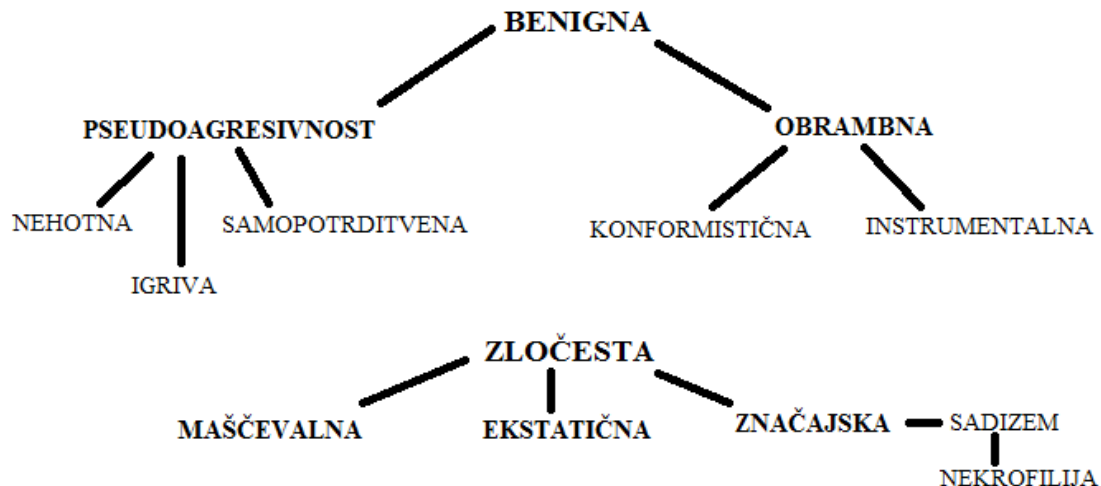 BENIGNA
PSEUDOAGRESIVNOST
OBRAMBNA
NEHOTNA
SAMOPOTRDITVENA
KONFORMISTIČNA
INSTRUMENTALNA
IGRIVA
ZLOČESTA
MAŠČEVALNA
EKSTATIČNA
ZNAČAJSKA
SADIZEM
NEKROFILIJA